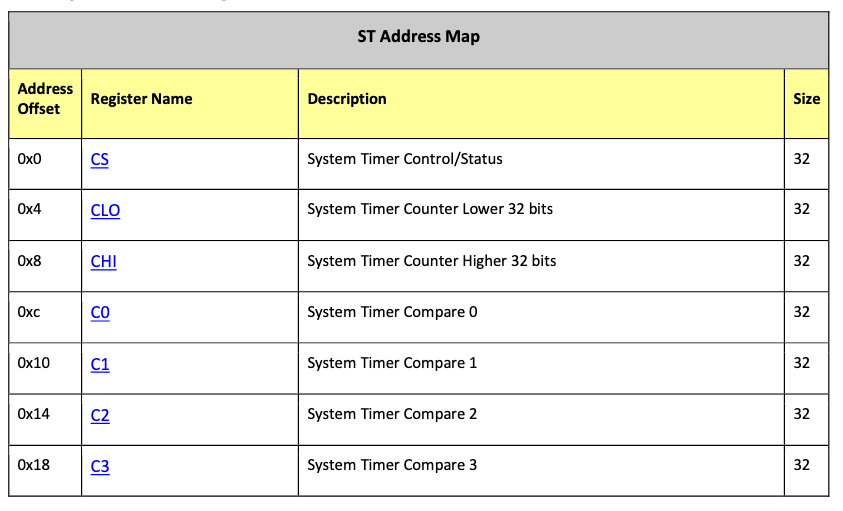 ST Address Map
Address Offset Register Name Description Size
0x0 CS System Timer Control/Status 32
0x4 CLO System Timer Counter Lower 32 bits 32
0x8 CHI System Timer Counter Higher 32 bits 32
0xc C0 System Timer Compare 0 32
0x10 C1 System Timer Compare 1 32
0x14 C2 System Timer Compare 2 32
0x18 C3 System Timer Compare 3 32